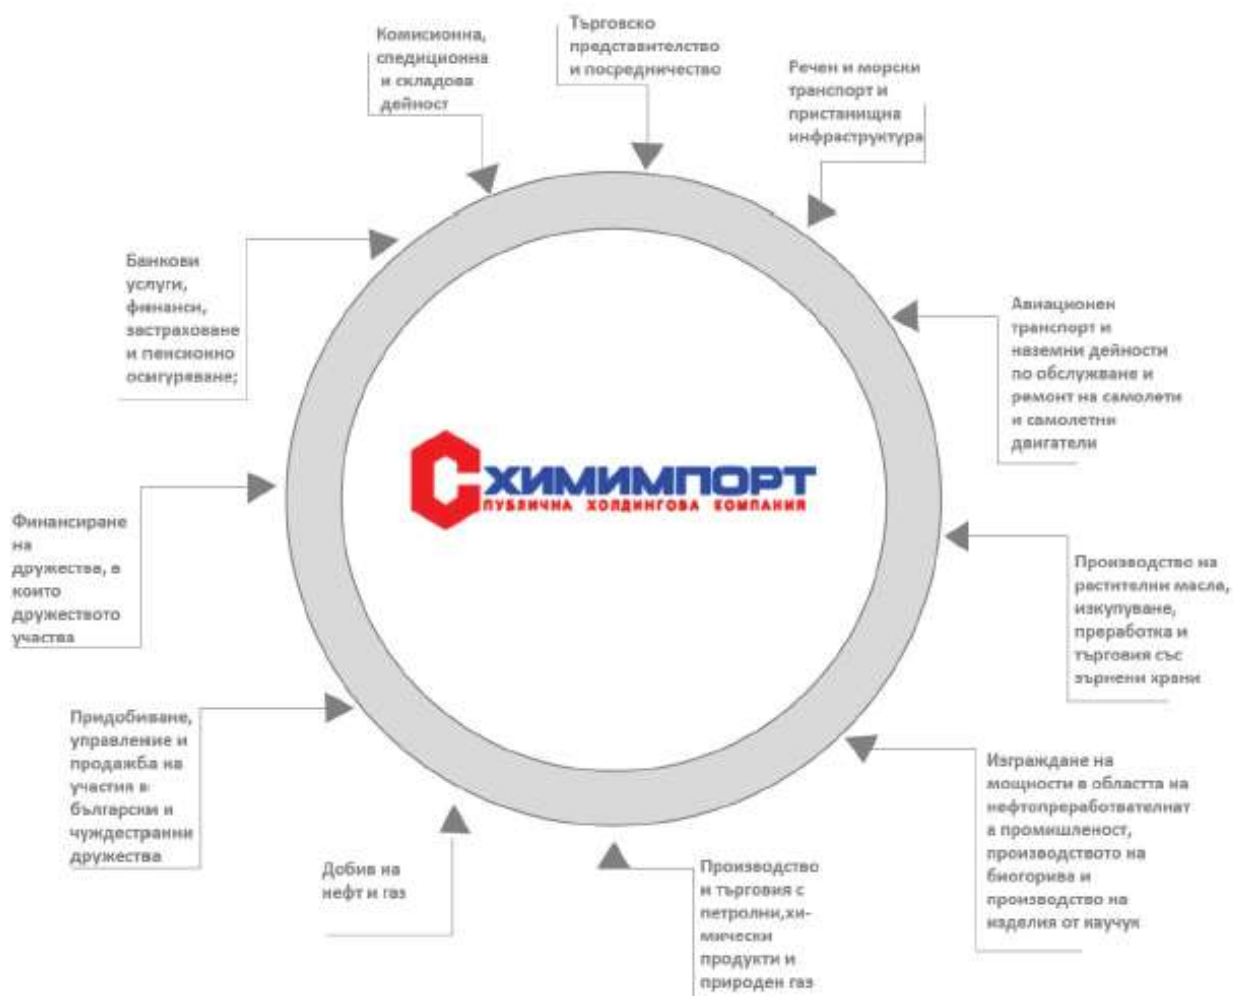 Комисионна,
спедиционна
и складова
дейност
Търговско
представителство
и посредничество
Речен и морски
транспорт и
пристанищна
инфраструктура
Авиационен
транспорт и
наземни дейности
по обслужване и
ремонт на самолети
и самолетни
двигатели
Производство на
растителни масла,
изкупуване,
преработка и
търговия със
зърнени храни
Изграждане на
мощности в областта на
нефтопреработвателнат
а промишленост,
производството на
биогорива и
производство на
изделия от каучук
Производство
и търговия с
петролни,хи-
мически
продукти и
природен газ
Добив на
нефт и газ
Придобиване,
управление и
продажба на
участия в
български и
чуждестранни
дружества
Финансиране
на
дружества, в
които
дружеството
участва
Банкови
услуги,
финанси,
застраховане
и пенсионно
осигуряване;
ХИМИМПОРТ
ПУБЛИЧНА ХОЛДИНГОВА КОМПАНИЯ